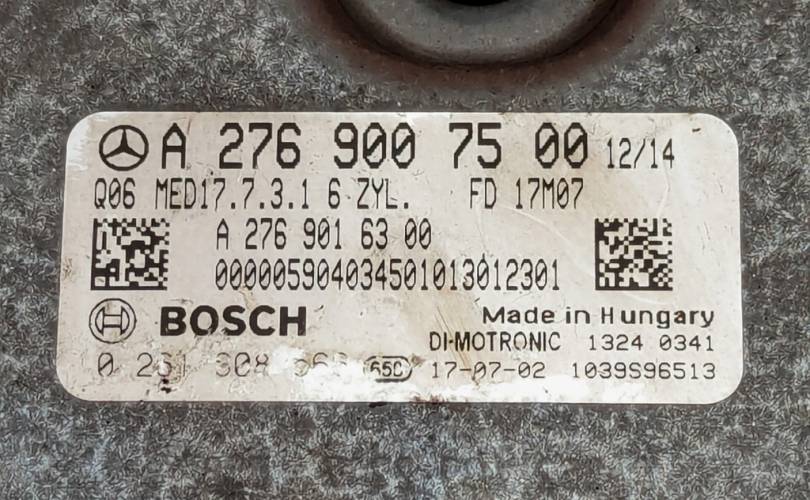 A 276 900 75 00 12/14
Q06 MED17.7.3.1 6 ZYL. FD 17M07
A 276 901 63 00
000005904034501013012301
BOSCH
Made in Hungary
DI-MOTRONIC 1324 0341
0 261 650 17-07-02 1039S96513